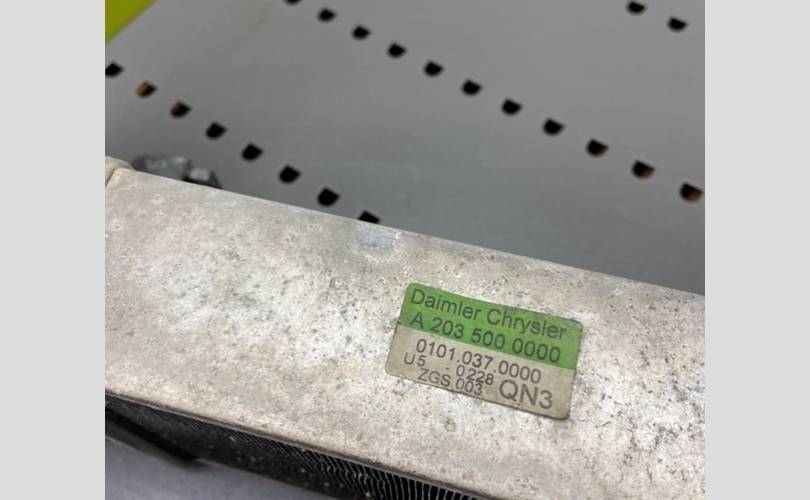 Daimler Chrysler
A 203 500 0000
0101.037.0000
U5 - 0228
ZGS 003 QN3